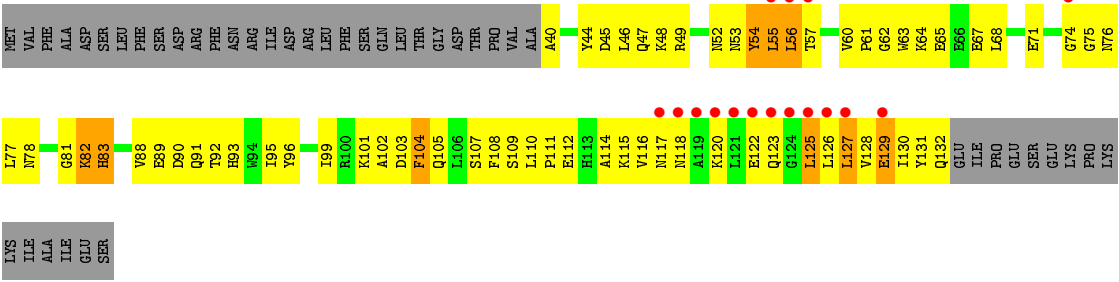 MET VAL PHE ALA ASP SER LEU PHE SER ASP ARG PHE ASN ARG ILE ASP ARG LEU PHE SER GLN LEU THR GLY ASP THR PRO VAL ALA A40 Y44 D45 L46 Q47 K48 R49 N52 N53 Y54 L55 L56 T57 V60 P61 G62 W63 K64 E65 E66 E67 L68 E71 G74 G75 N76
L77 N78 G81 K82 H83 V88 E89 D90 Q91 T92 H93 W94 I95 Y96 I99 R100 K101 A102 D103 F104 Q105 L106 S107 F108 S109 L110 P111 E112 H113 A114 K115 V116 N117 N118 A119 K120 L121 E122 Q123 G124 L125 L126 L127 V128 E129 I130 Y131 Q132 GLU ILE PRO GLU SER GLU LYS PRO LYS
LYS ILE ALA ILE GLU SER